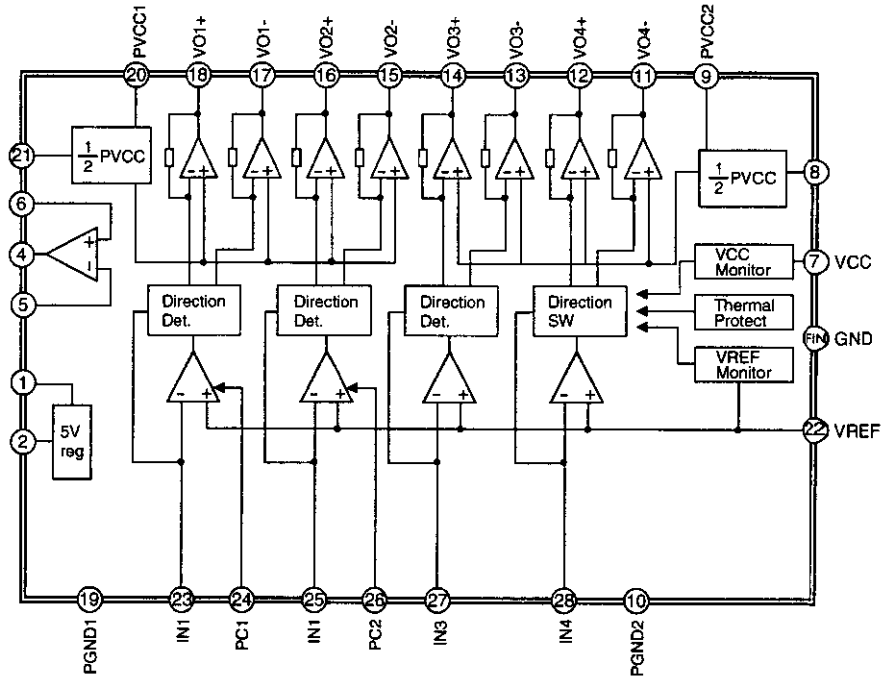 PVCC1
VO1+
VO1-
VO2+
VO2-
VO3+
VO3-
VO4+
VO4-
PVCC2
20
18
17
16
15
14
13
12
11
9
21
1/2 PVCC
- +
- +
- +
- +
- +
- +
- +
- +
1/2 PVCC
8
6
4
5
+
-
Direction Det.
Direction Det.
Direction Det.
Direction SW
VCC Monitor
7 VCC
Thermal Protect
FIN GND
VREF Monitor
1
2
5V reg
- +
- +
- +
- +
22 VREF
19
23
24
25
26
27
28
10
PGND1
IN1
PC1
IN1
PC2
IN3
IN4
PGND2